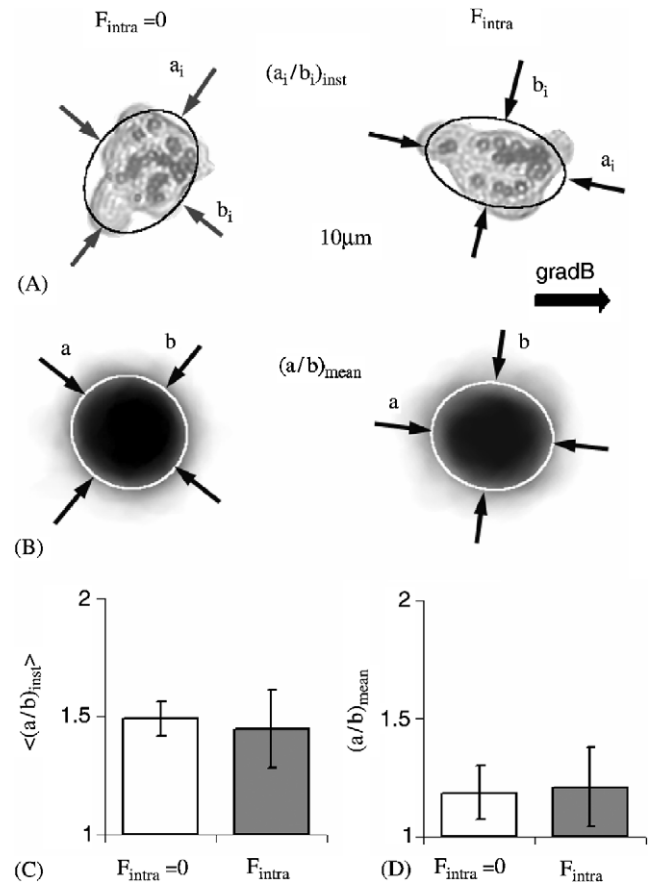 F_intra =0
F_intra
(a_i/b_i)_inst
a_i
b_i
b_i
a_i
10μm
gradB
(A)
(a/b)_mean
a
b
a
b
(B)
2
1.5
1
<(a/b)_inst>
F_intra=0
F_intra
(C)
2
1.5
1
(a/b)_mean
F_intra=0
F_intra
(D)